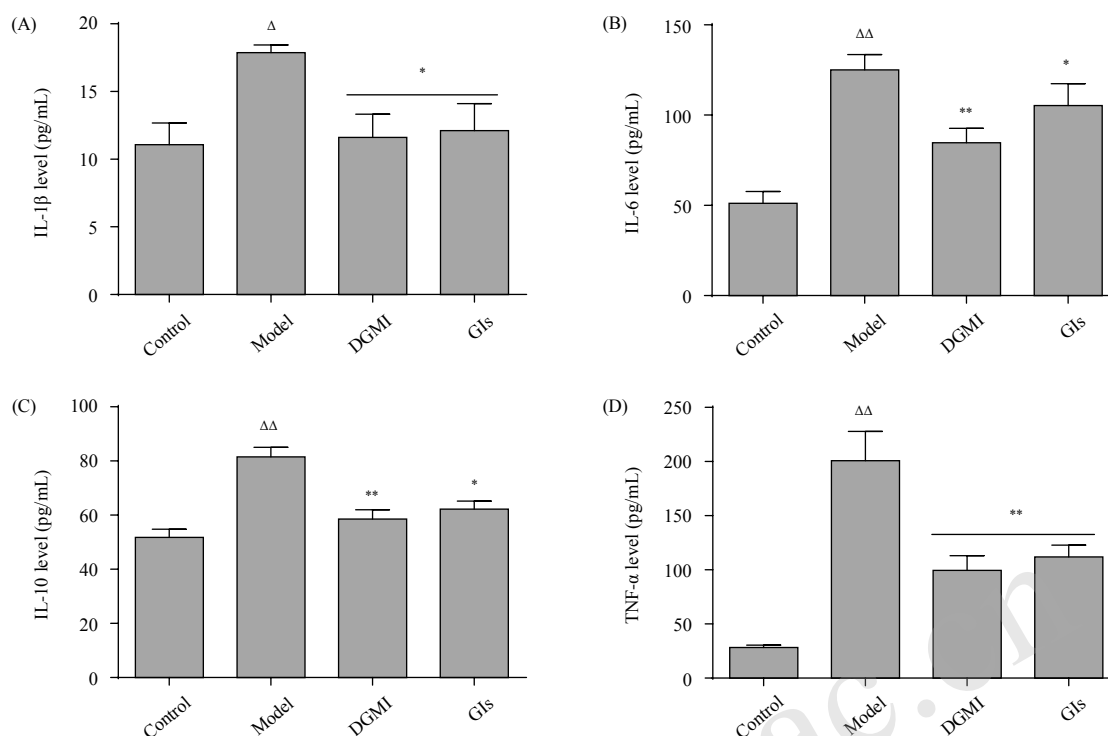 (A)
IL-1β level (pg/mL)
20
15
10
5
0
Δ
*
Control
Model
DGMI
GIs
(B)
IL-6 level (pg/mL)
150
100
50
0
ΔΔ
**
*
Control
Model
DGMI
GIs
(C)
IL-10 level (pg/mL)
100
80
60
40
20
0
ΔΔ
**
*
Control
Model
DGMI
GIs
(D)
TNF-α level (pg/mL)
250
200
150
100
50
0
ΔΔ
**
Control
Model
DGMI
GIs
ac.cn